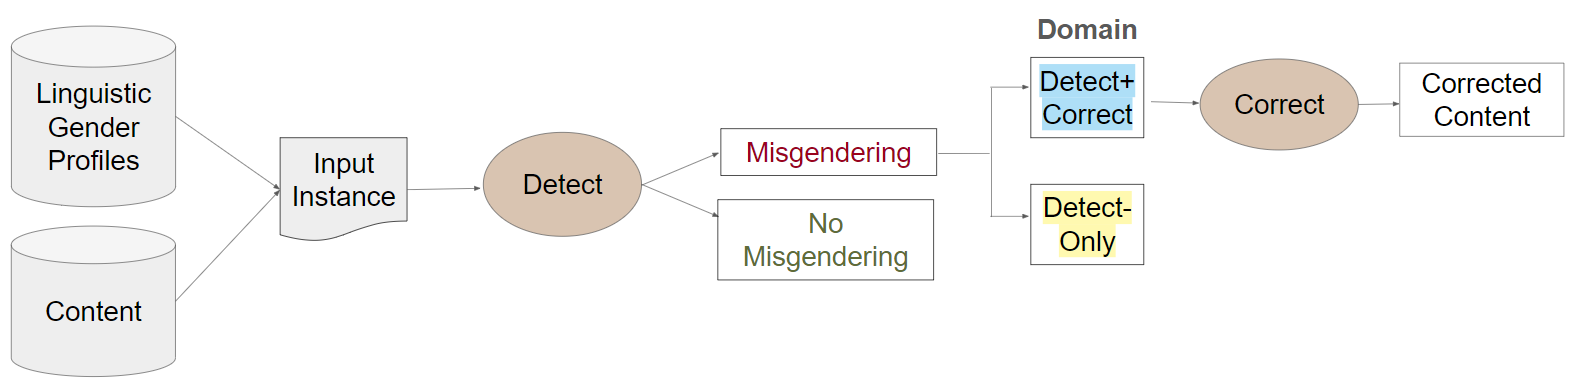 Linguistic
Gender
Profiles
Content
Input
Instance
Detect
Misgendering
No
Misgendering
Domain
Detect+
Correct
Detect-
Only
Correct
Corrected
Content